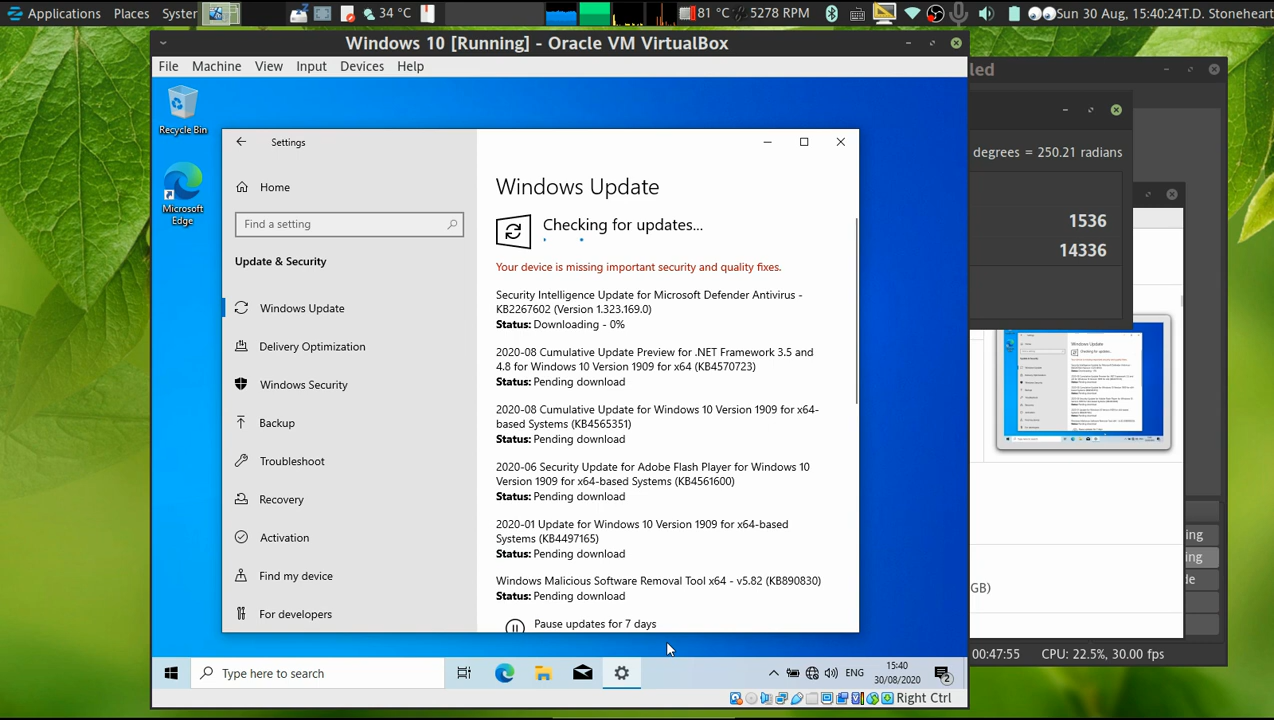 Applications Places System 34 °C 81 °C 5278 RPM Sun 30 Aug, 15:40:24 T.D. Stoneheart
Windows 10 [Running] - Oracle VM VirtualBox
File Machine View Input Devices Help
Recycle Bin
Microsoft
Edge
Settings
Home
Find a setting
Update & Security
Windows Update
Delivery Optimization
Windows Security
Backup
Troubleshoot
Recovery
Activation
Find my device
For developers
Windows Update
Checking for updates...
Your device is missing important security and quality fixes.
Security Intelligence Update for Microsoft Defender Antivirus -
KB2267602 (Version 1.323.169.0)
Status: Downloading - 0%
2020-08 Cumulative Update Preview for .NET Framework 3.5 and
4.8 for Windows 10 Version 1909 for x64 (KB4570723)
Status: Pending download
2020-08 Cumulative Update for Windows 10 Version 1909 for x64-
based Systems (KB4565351)
Status: Pending download
2020-06 Security Update for Adobe Flash Player for Windows 10
Version 1909 for x64-based Systems (KB4561600)
Status: Pending download
2020-01 Update for Windows 10 Version 1909 for x64-based
Systems (KB4497165)
Status: Pending download
Windows Malicious Software Removal Tool x64 - v5.82 (KB890830)
Status: Pending download
Pause updates for 7 days
Type here to search
ENG
15:40
30/08/2020
2
Right Ctrl
led
degrees = 250.21 radians
1536
14336
ing
ing
de
GB)
00:47:55 CPU: 22.5%, 30.00 fps